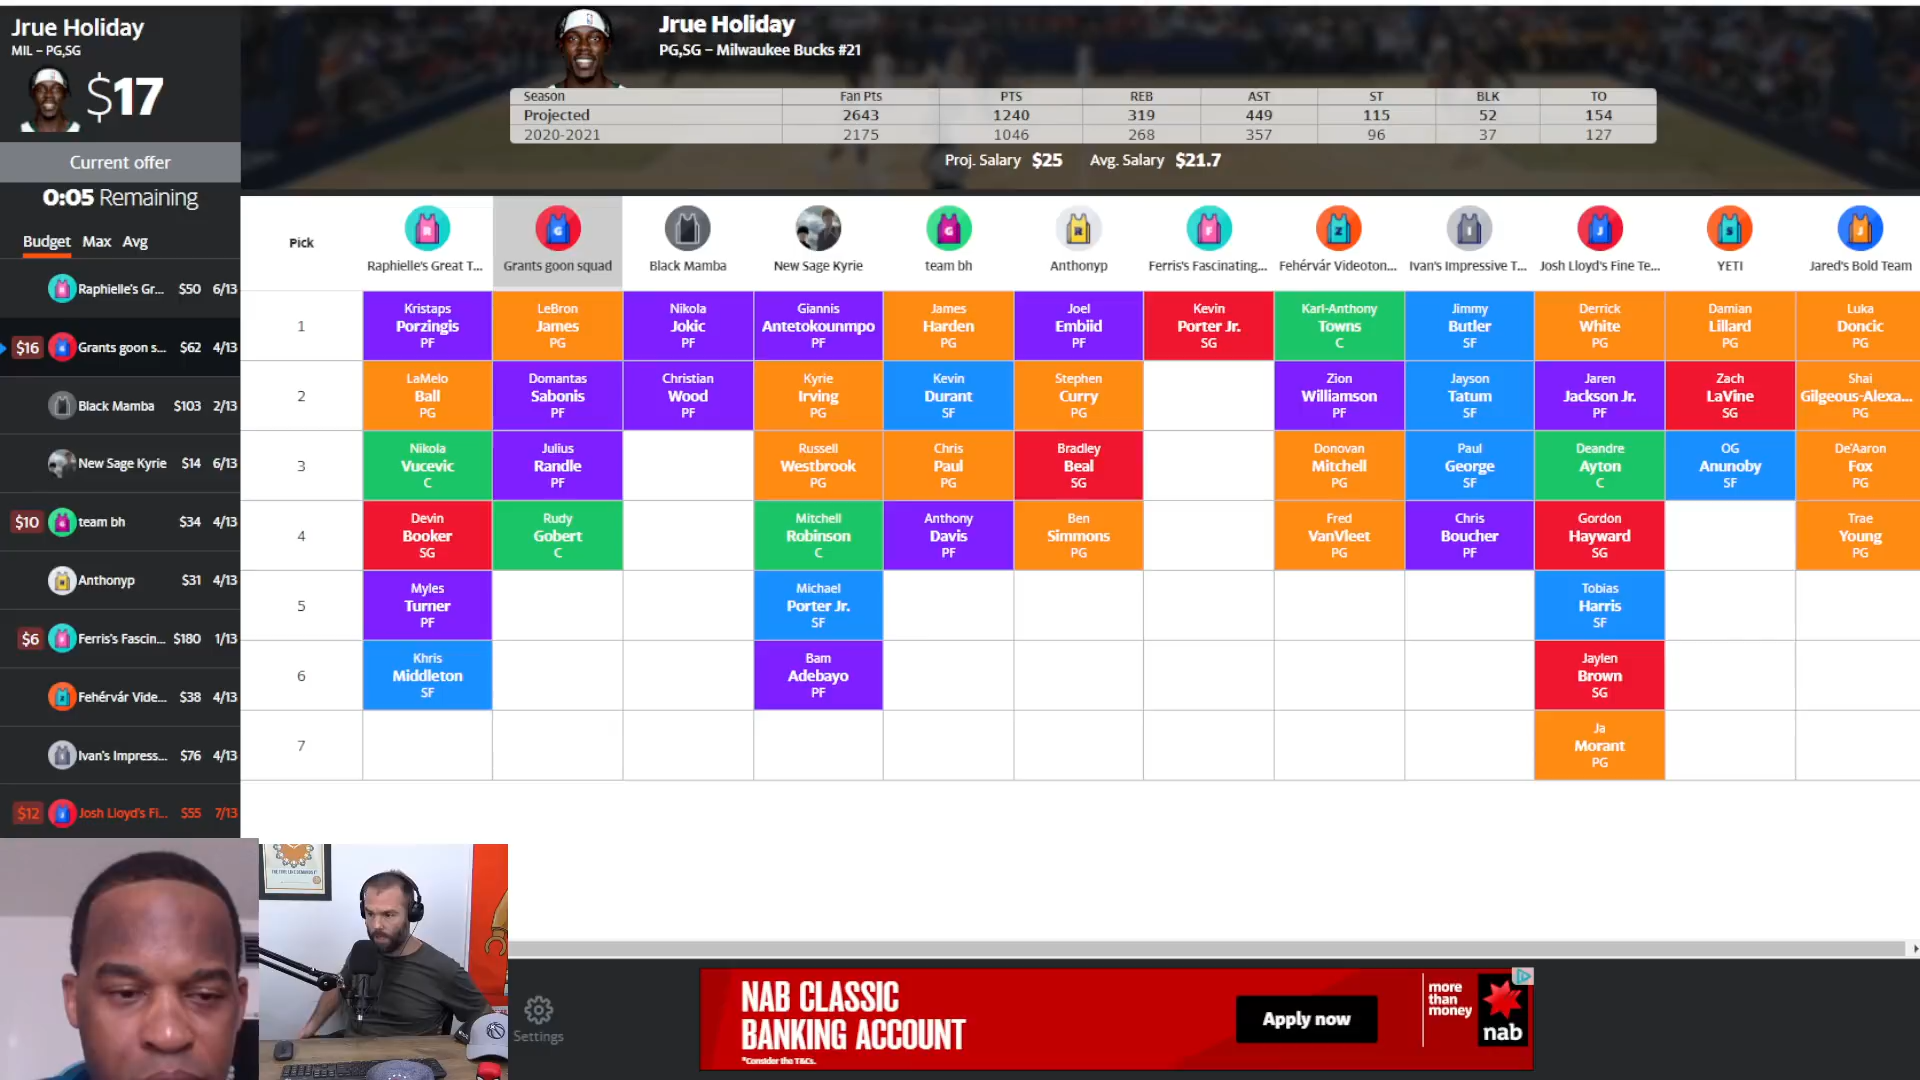 Jrue Holiday
MIL – PG,SG
$17
Current offer
0:05 Remaining
Budget Max Avg
Raphielle's Gr... $50 6/13
$16 Grants goon s... $62 4/13
Black Mamba $103 2/13
New Sage Kyrie $14 6/13
$10 team bh $34 4/13
Anthonyp $31 4/13
$6 Ferris's Fascin... $180 1/13
Fehérvár Vide... $38 4/13
Ivan's Impress... $76 4/13
$12 Josh Lloyd's Fi... $55 7/13
Jrue Holiday
PG,SG – Milwaukee Bucks #21
Season Fan Pts PTS REB AST ST BLK TO
Projected 2643 1240 319 449 115 52 154
2020-2021 2175 1046 268 357 96 37 127
Proj. Salary $25 Avg. Salary $21.7
Pick Raphielle's Great T... Grants goon squad Black Mamba New Sage Kyrie team bh Anthonyp Ferris's Fascinating... Fehérvár Videoton... Ivan's Impressive T... Josh Lloyd's Fine Te... YETI Jared's Bold Team
Kristaps LeBron Nikola Giannis James Joel Kevin Karl-Anthony Jimmy Derrick Damian Luka
1 Porzingis James Jokic Antetokounmpo Harden Embiid Porter Jr. Towns Butler White Lillard Doncic
PF PG PF PF PG PF SG C SF PG PG PG
LaMelo Domantas Christian Kyrie Kevin Stephen Zion Jayson Jaren Zach Shai
2 Ball Sabonis Wood Irving Durant Curry Williamson Tatum Jackson Jr. LaVine Gilgeous-Alexa...
PG PF PF PG SF PG PF SF PF SG PG
Nikola Julius Russell Chris Bradley Donovan Paul Deandre OG De'Aaron
3 Vucevic Randle Westbrook Paul Beal Mitchell George Ayton Anunoby Fox
C PF PG PG SG PG SF C SF PG
Devin Rudy Mitchell Anthony Ben Fred Chris Gordon Trae
4 Booker Gobert Robinson Davis Simmons VanVleet Boucher Hayward Young
SG C C PF PG PG PF SG PG
Myles Michael Tobias
5 Turner Porter Jr. Harris
PF SF SF
Khris Bam Jaylen
6 Middleton Adebayo Brown
SF PF SG
Ja
7 Morant
PG
Settings
NAB CLASSIC
BANKING ACCOUNT
*Consider the T&Cs.
Apply now
more
than
money
nab